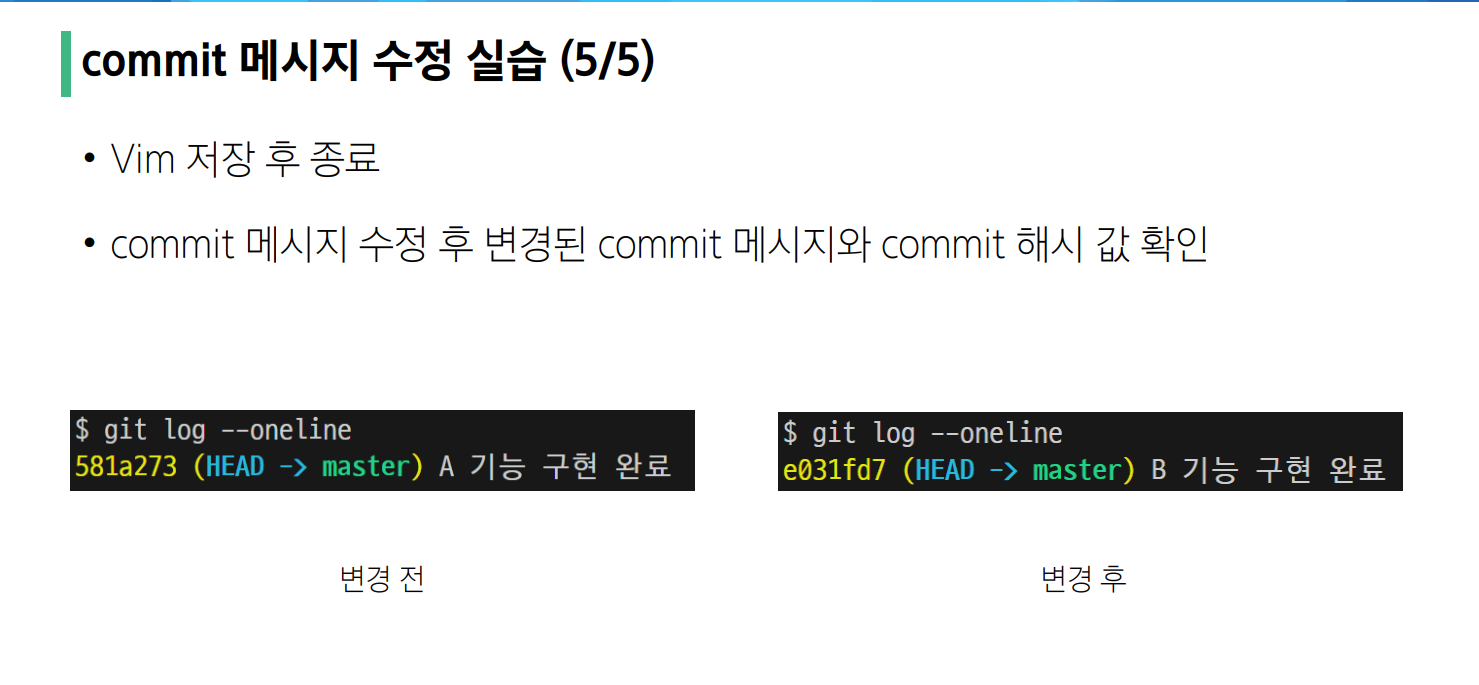 commit 메시지 수정 실습 (5/5)
• Vim 저장 후 종료
• commit 메시지 수정 후 변경된 commit 메시지와 commit 해시 값 확인
$ git log --oneline
581a273 (HEAD -> master) A 기능 구현 완료
변경 전
$ git log --oneline
e031fd7 (HEAD -> master) B 기능 구현 완료
변경 후